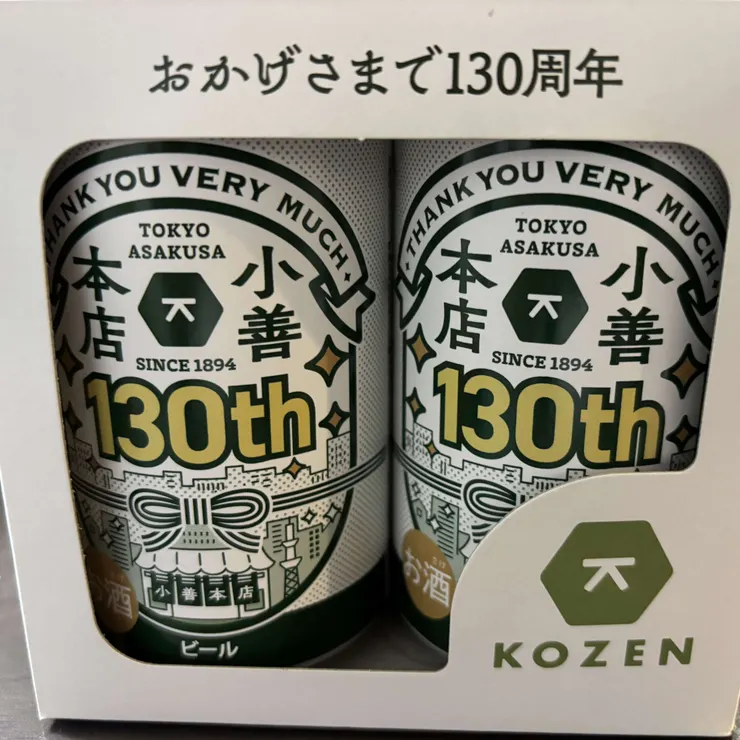 おかげさまで130周年
THANK YOU VERY MUCH
TOKYO
ASAKUSA
小善
本店
SINCE 1894
130th
小善本店
お酒
ビール
THANK YOU VERY MUCH
TOKYO
ASAKUSA
小善
本店
SINCE 1894
130th
お酒
KOZEN